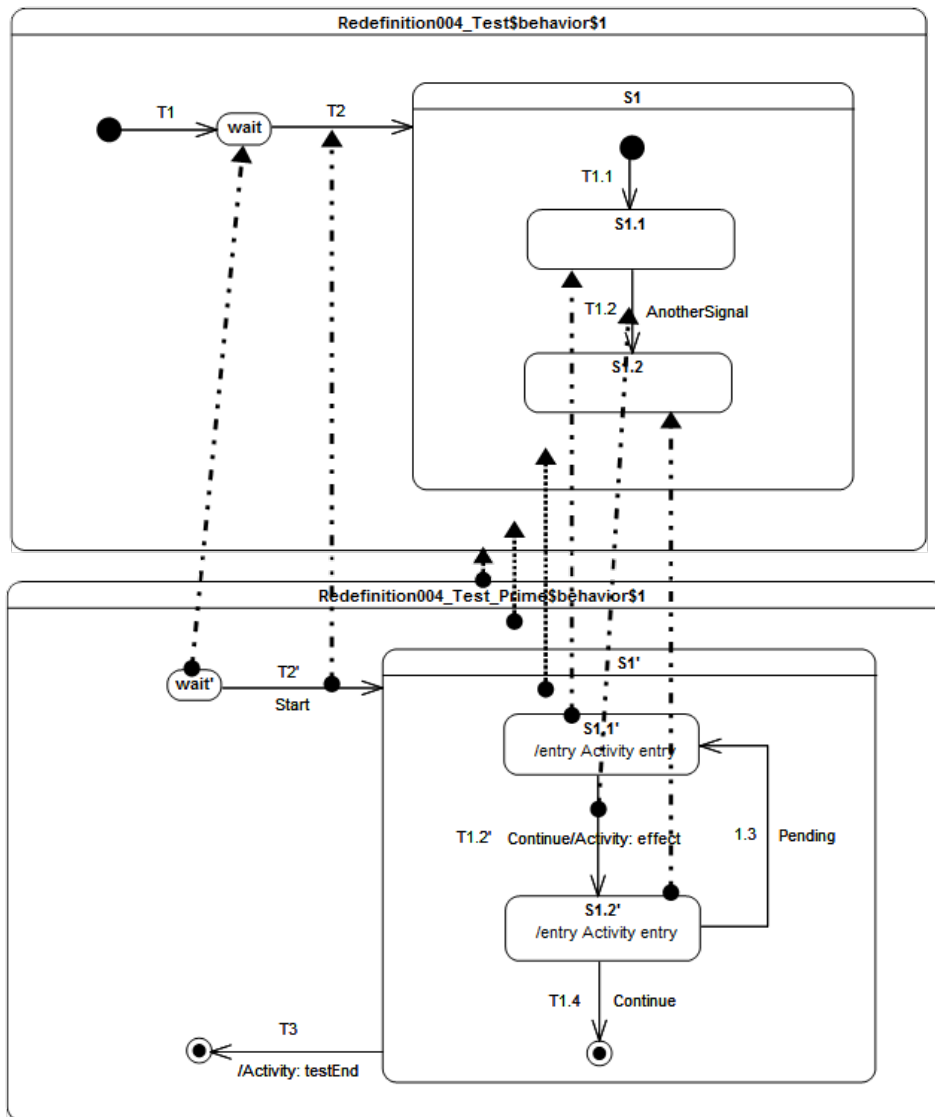 Redefinition004_Test$behavior$1
S1
T1
T2
wait
T1.1
S1.1
T1.2
AnotherSignal
S1.2
Redefinition004_Test_Prime$behavior$1
S1'
T2'
wait'
Start
S1.1'
/entry Activity entry
T1.2'
Continue/Activity: effect
1.3
Pending
S1.2'
/entry Activity entry
T1.4
Continue
T3
/Activity: testEnd